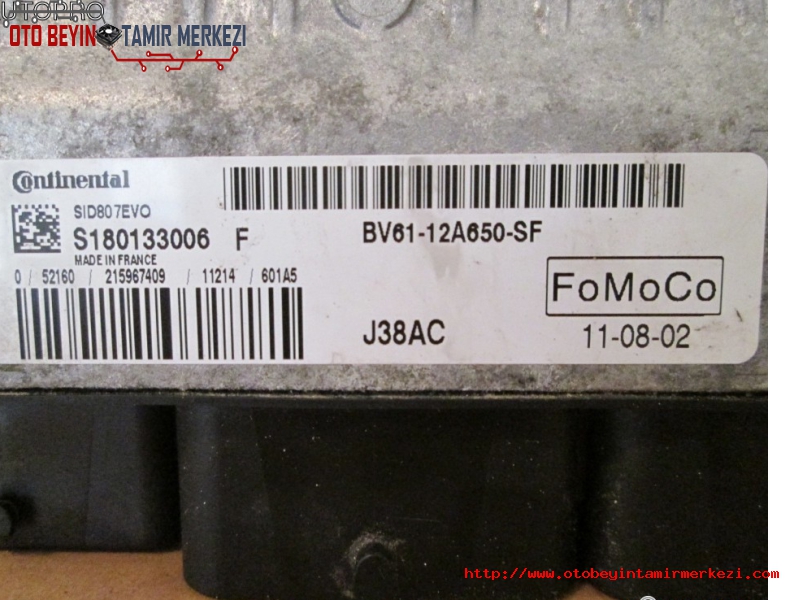 UTOPRO
OTO BEYIN TAMIR MERKEZI
Continental
SID807EVO
S180133006 F
MADE IN FRANCE
0 / 52160 / 215967409 / 11214 / 601A5
BV61-12A650-SF
FoMoCo
J38AC
11-08-02
http://www.otobeyintamirmerkezi.com/